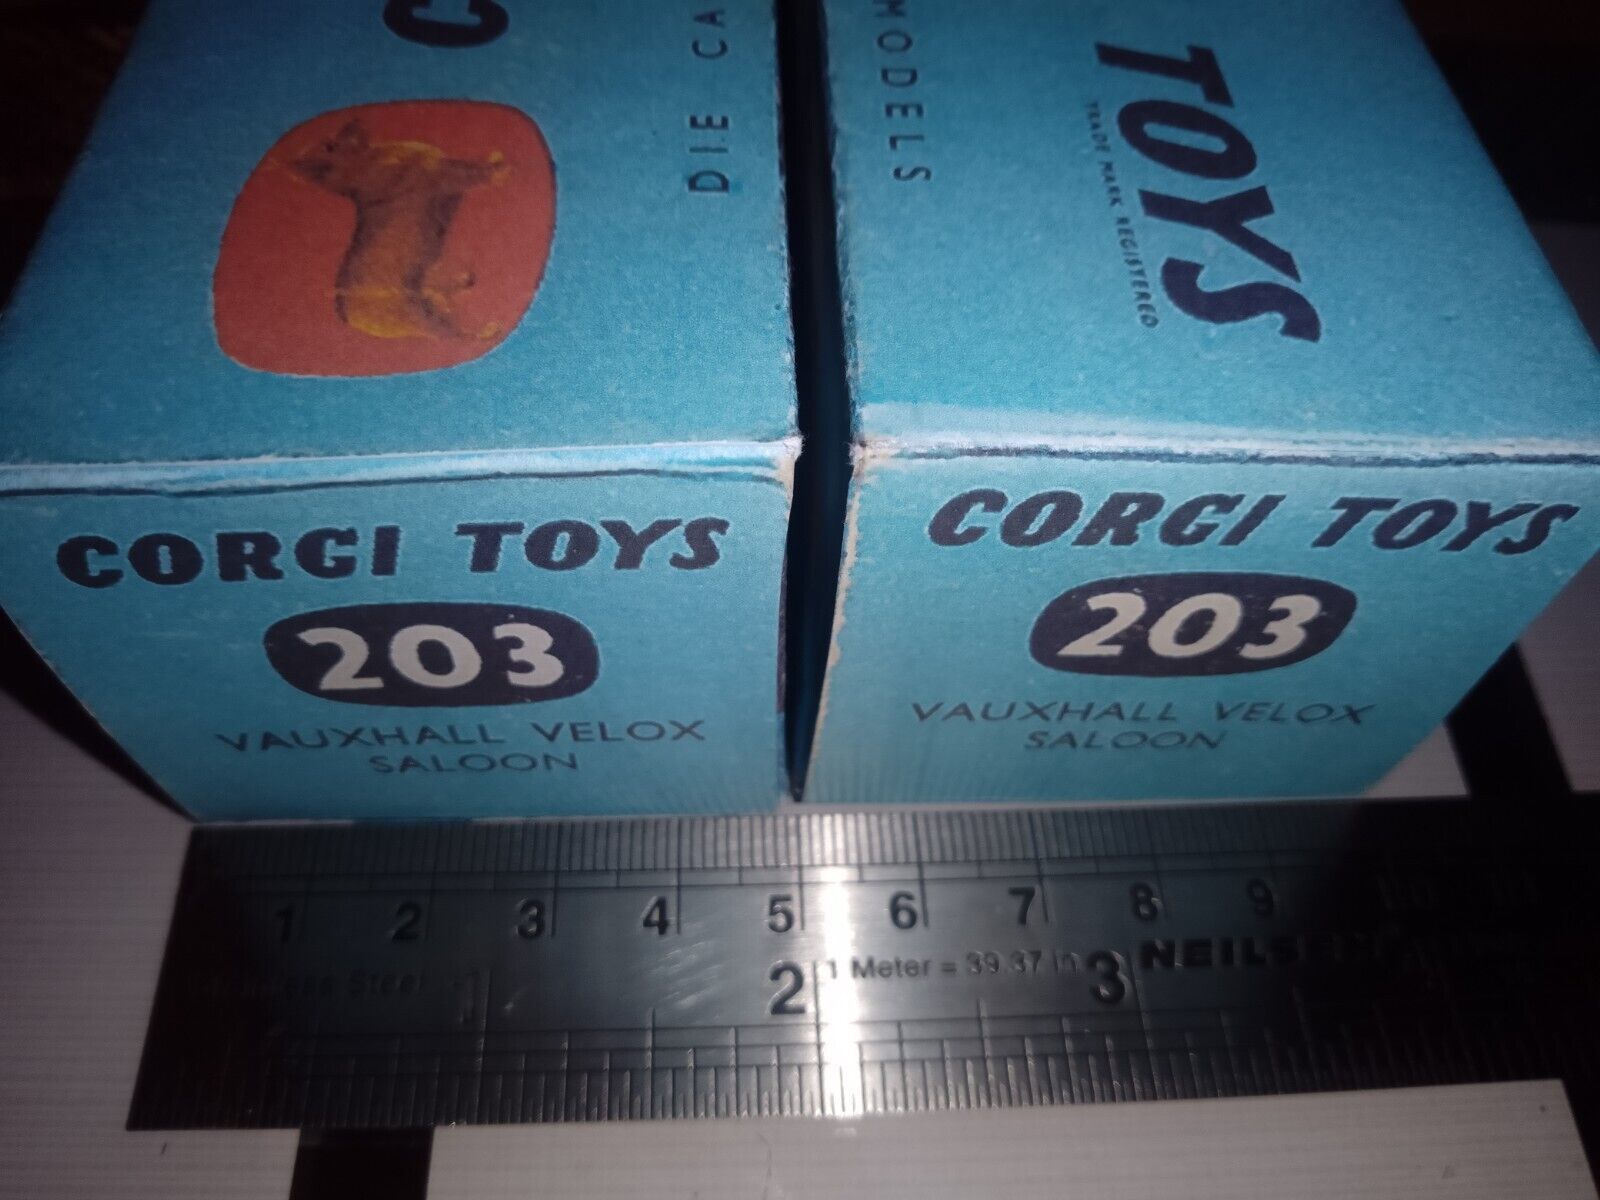 C
DIE CA
MODELS
TOYS
TRADE MARK REGISTERED
CORGI TOYS
203
VAUXHALL VELOX
SALOON
CORGI TOYS
203
VAUXHALL VELOX
SALOON
1 2 3 4 5 6 7 8 9
Steel
1 Meter = 39.37 in
2 3